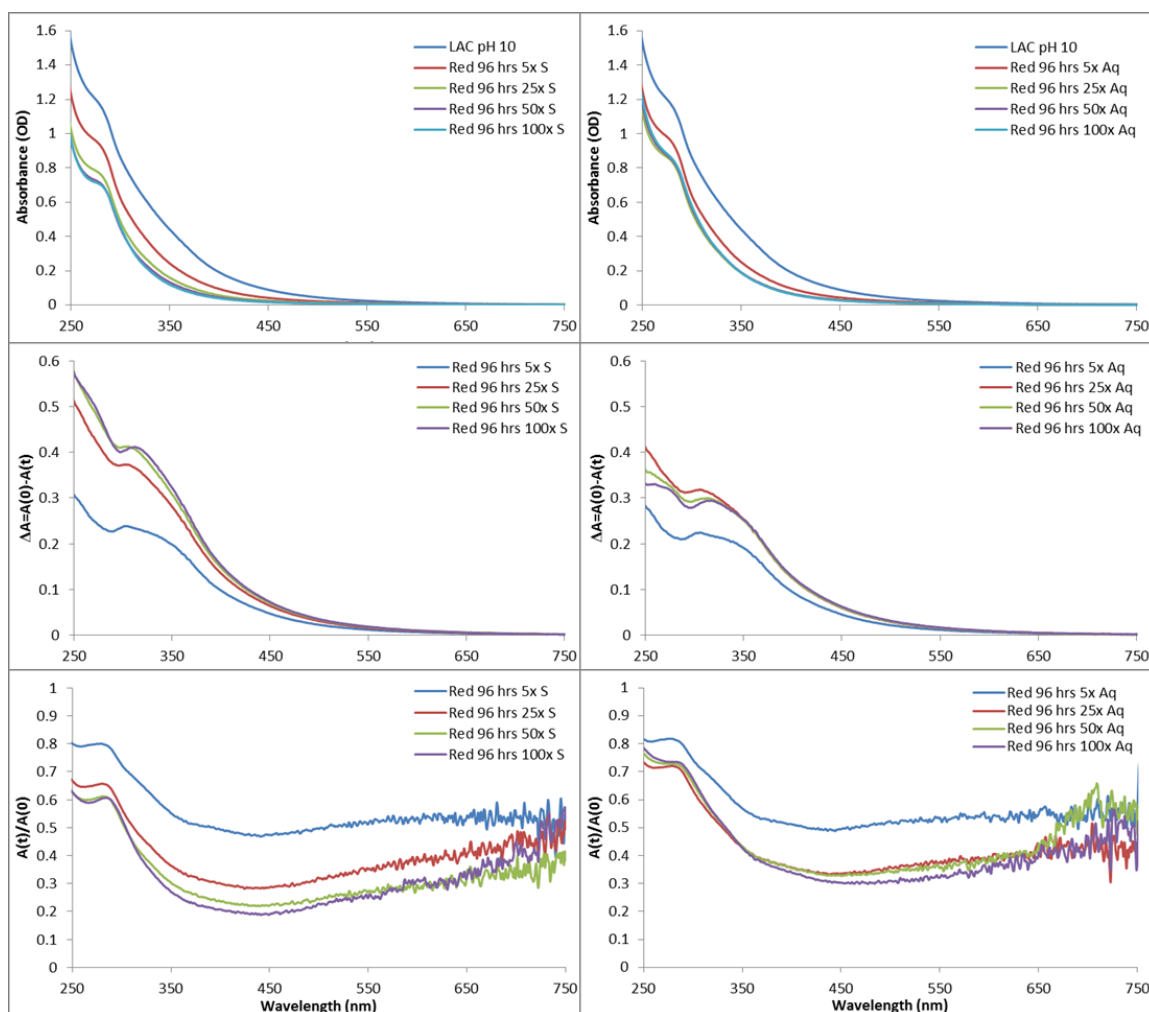 Absorbance (OD)
1.6
1.4
1.2
1
0.8
0.6
0.4
0.2
0
250
350
450
550
650
750
LAC pH 10
Red 96 hrs 5x S
Red 96 hrs 25x S
Red 96 hrs 50x S
Red 96 hrs 100x S
Absorbance (OD)
1.6
1.4
1.2
1
0.8
0.6
0.4
0.2
0
250
350
450
550
650
750
LAC pH 10
Red 96 hrs 5x Aq
Red 96 hrs 25x Aq
Red 96 hrs 50x Aq
Red 96 hrs 100x Aq
ΔA=A(0)-A(t)
0.6
0.5
0.4
0.3
0.2
0.1
0
250
350
450
550
650
750
Red 96 hrs 5x S
Red 96 hrs 25x S
Red 96 hrs 50x S
Red 96 hrs 100x S
ΔA=A(0)-A(t)
0.6
0.5
0.4
0.3
0.2
0.1
0
250
350
450
550
650
750
Red 96 hrs 5x Aq
Red 96 hrs 25x Aq
Red 96 hrs 50x Aq
Red 96 hrs 100x Aq
A(t)/A(0)
1
0.9
0.8
0.7
0.6
0.5
0.4
0.3
0.2
0.1
0
250
350
450
550
650
750
Wavelength (nm)
Red 96 hrs 5x S
Red 96 hrs 25x S
Red 96 hrs 50x S
Red 96 hrs 100x S
A(t)/A(0)
1
0.9
0.8
0.7
0.6
0.5
0.4
0.3
0.2
0.1
0
250
350
450
550
650
750
Wavelength (nm)
Red 96 hrs 5x Aq
Red 96 hrs 25x Aq
Red 96 hrs 50x Aq
Red 96 hrs 100x Aq